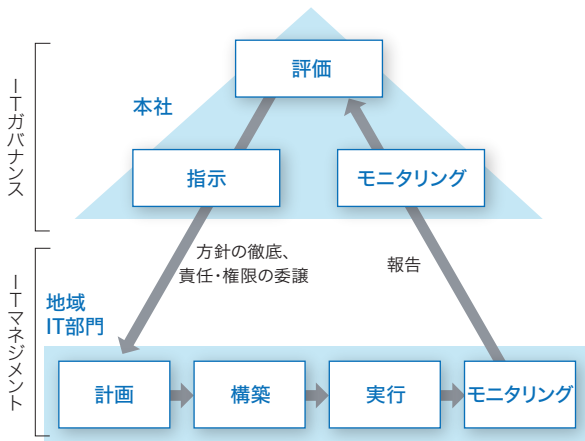 ITガバナンス
評価
本社
指示
モニタリング
方針の徹底、
責任・権限の委譲
報告
ITマネジメント
地域
IT部門
計画
構築
実行
モニタリング